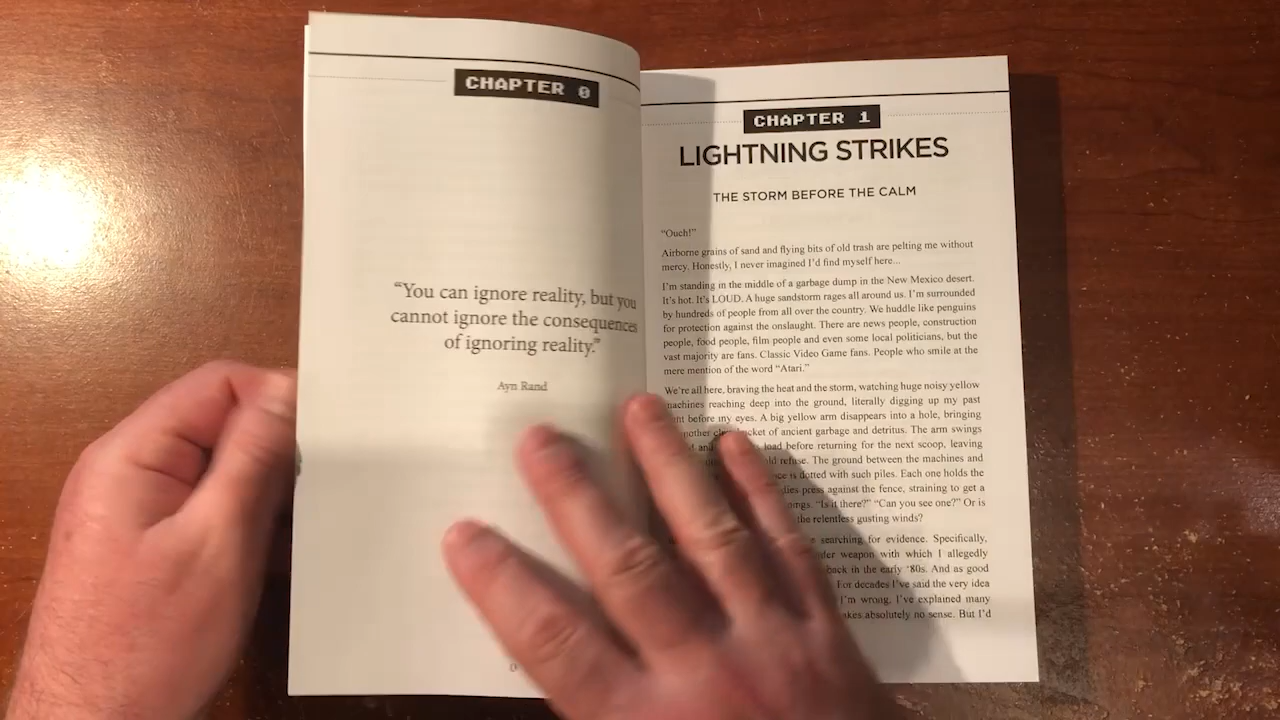 CHAPTER 0
“You can ignore reality, but you
cannot ignore the consequences
of ignoring reality.”
Ayn Rand
0
CHAPTER 1
LIGHTNING STRIKES
THE STORM BEFORE THE CALM
“Ouch!”
Airborne grains of sand and flying bits of old trash are pelting me without
mercy. Honestly, I never imagined I’d find myself here...
I’m standing in the middle of a garbage dump in the New Mexico desert.
It’s hot. It’s LOUD. A huge sandstorm rages all around us. I’m surrounded
by hundreds of people from all over the country. We huddle like penguins
for protection against the onslaught. There are news people, construction
people, food people, film people and even some local politicians, but the
vast majority are fans. Classic Video Game fans. People who smile at the
mere mention of the word “Atari.”
We’re all here, braving the heat and the storm, watching huge noisy yellow
machines reaching deep into the ground, literally digging up my past
before my eyes. A big yellow arm disappears into a hole, bringing
of ancient garbage and detritus. The arm swings
load before returning for the next scoop, leaving
old refuse. The ground between the machines and
is dotted with such piles. Each one holds the
press against the fence, straining to get a
“Is it there?” “Can you see one?” Or is
the relentless gusting winds?
searching for evidence. Specifically,
weapon with which I allegedly
back in the early ‘80s. And as good
For decades I’ve said the very idea
I’m wrong, I’ve explained many
absolutely no sense. But I’d